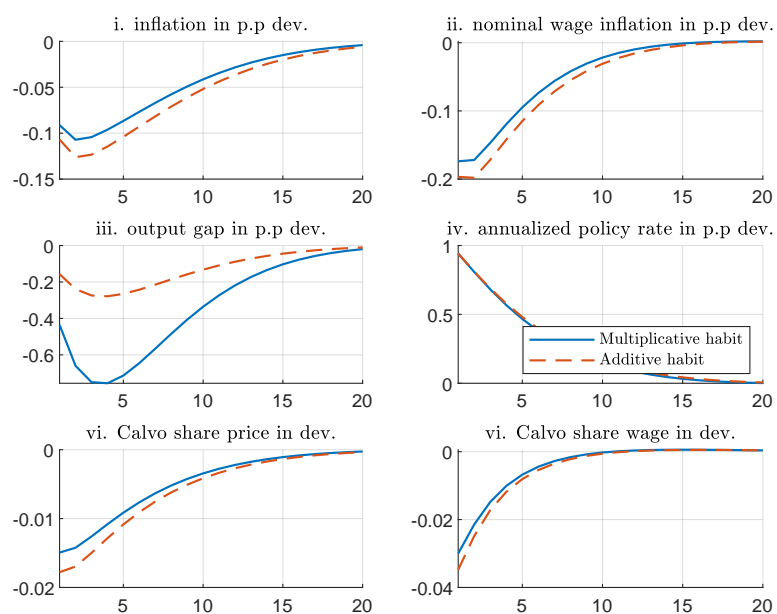 i. inflation in p.p dev.
0
-0.05
-0.1
-0.15
5 10 15 20
ii. nominal wage inflation in p.p dev.
0
-0.1
-0.2
5 10 15 20
iii. output gap in p.p dev.
0
-0.2
-0.4
-0.6
5 10 15 20
iv. annualized policy rate in p.p dev.
1
0.5
0
Multiplicative habit
Additive habit
5 10 15 20
vi. Calvo share price in dev.
0
-0.01
-0.02
5 10 15 20
vi. Calvo share wage in dev.
0
-0.02
-0.04
5 10 15 20